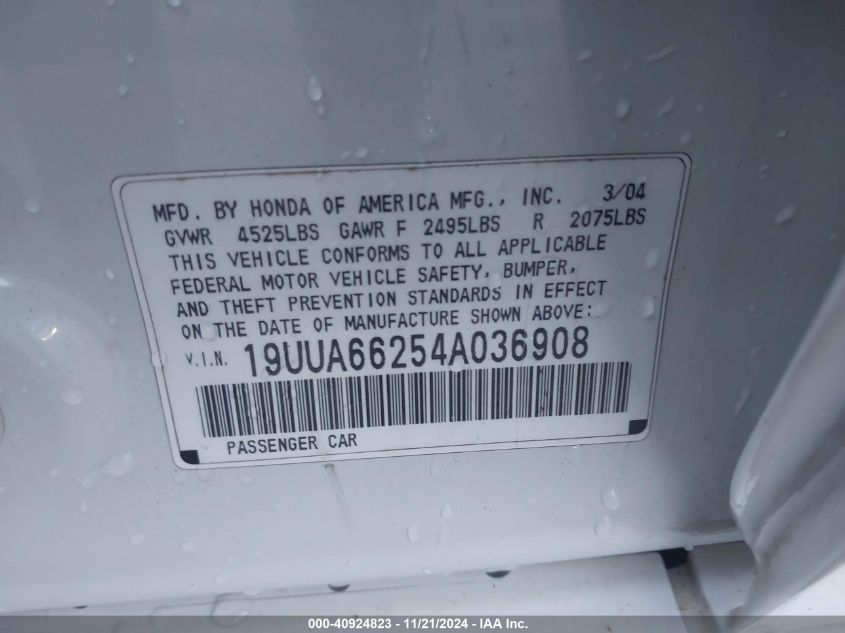 MFD. BY HONDA OF AMERICA MFG., INC. 3/04
GVWR 4525LBS GAWR F 2495LBS R 2075LBS
THIS VEHICLE CONFORMS TO ALL APPLICABLE
FEDERAL MOTOR VEHICLE SAFETY, BUMPER,
AND THEFT PREVENTION STANDARDS IN EFFECT
ON THE DATE OF MANUFACTURE SHOWN ABOVE:
V.I.N. 19UUA66254A036908
PASSENGER CAR
000-40924823 - 11/21/2024 - IAA Inc.